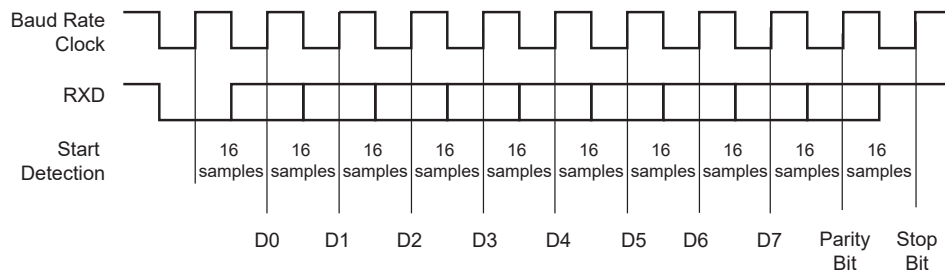 Baud Rate
Clock
RXD
Start
Detection
16 16 16 16 16 16 16 16 16 16
samples samples samples samples samples samples samples samples samples samples
D0 D1 D2 D3 D4 D5 D6 D7 Parity Stop
Bit Bit